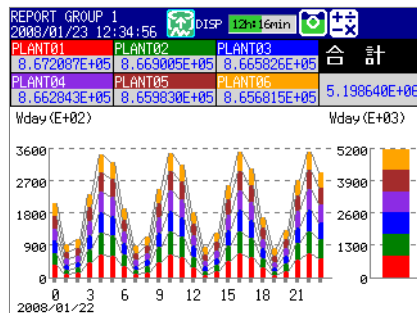 REPORT GROUP 1
2008/01/23 12:34:56 DISP 12h:16min
PLANT01 PLANT02 PLANT03 合 計
8.672087E+05 8.669005E+05 8.665826E+05
PLANT04 PLANT05 PLANT06 5.198640E+06
8.662843E+05 8.659830E+05 8.656815E+05
Wday(E+02) Wday(E+03)
3600 5200
2700 3900
1800 2600
900 1300
0 0
0 3 6 9 12 15 18 21
2008/01/22